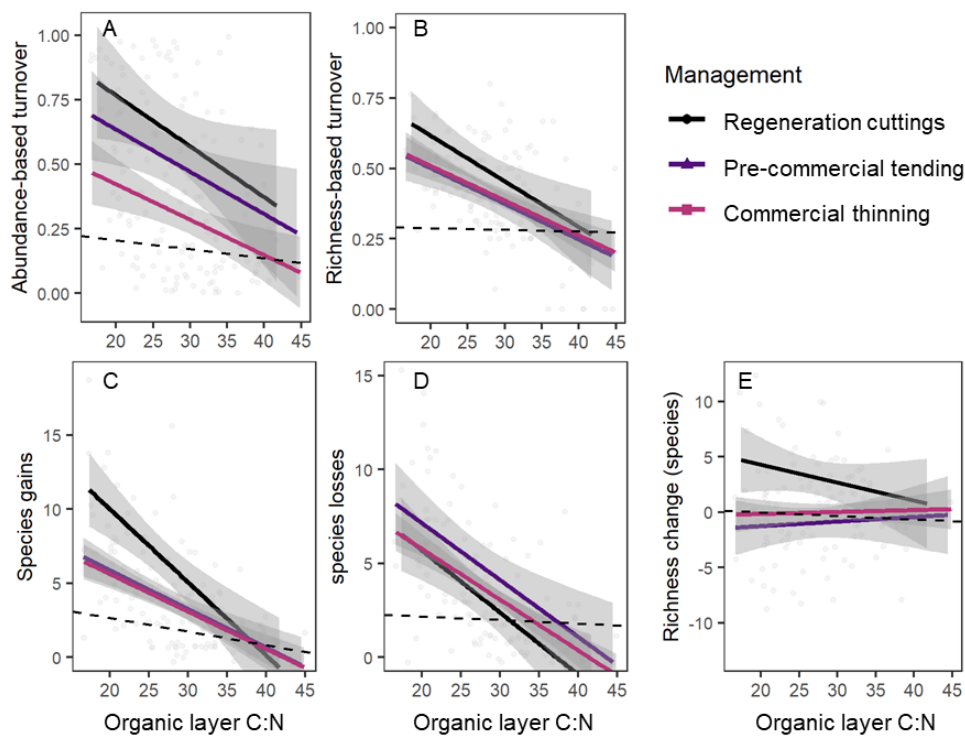 A
Abundance-based turnover
1.00
0.75
0.50
0.25
0.00
20 25 30 35 40 45
B
Richness-based turnover
1.00
0.75
0.50
0.25
0.00
20 25 30 35 40 45
Management
Regeneration cuttings
Pre-commercial tending
Commercial thinning
C
Species gains
15
10
5
0
20 25 30 35 40 45
Organic layer C:N
D
species losses
15
10
5
0
20 25 30 35 40 45
Organic layer C:N
E
Richness change (species)
10
5
0
-5
-10
20 25 30 35 40 45
Organic layer C:N